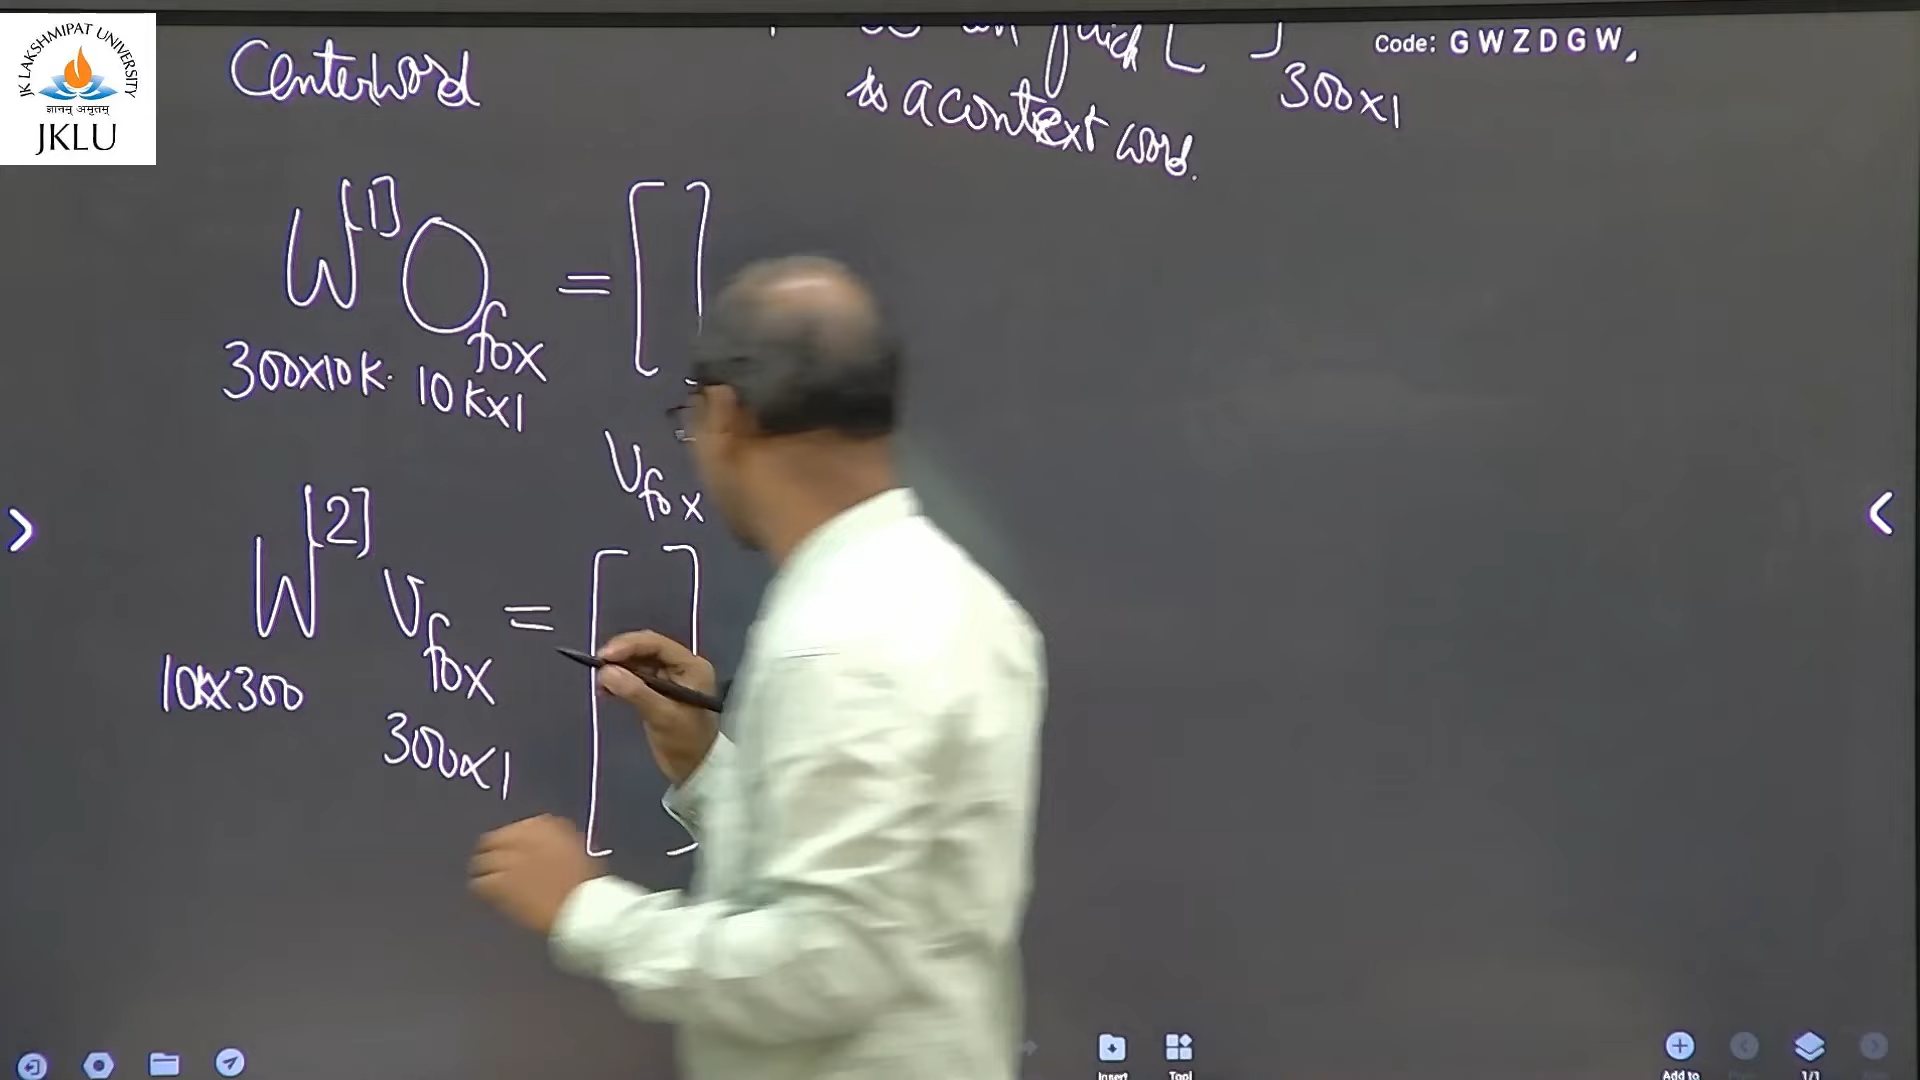 JK LAKSHMIPAT UNIVERSITY
ज्ञानम् अमृतम्
JKLU
Code: GWZDGW
Centerword
300x1
is a context word.
W[1] O fox = [ ]
300x10K 10Kx1
v fox
W[2] v fox = [ ]
10Kx300
300x1
> <
Insert
Tool
Add to
1/1